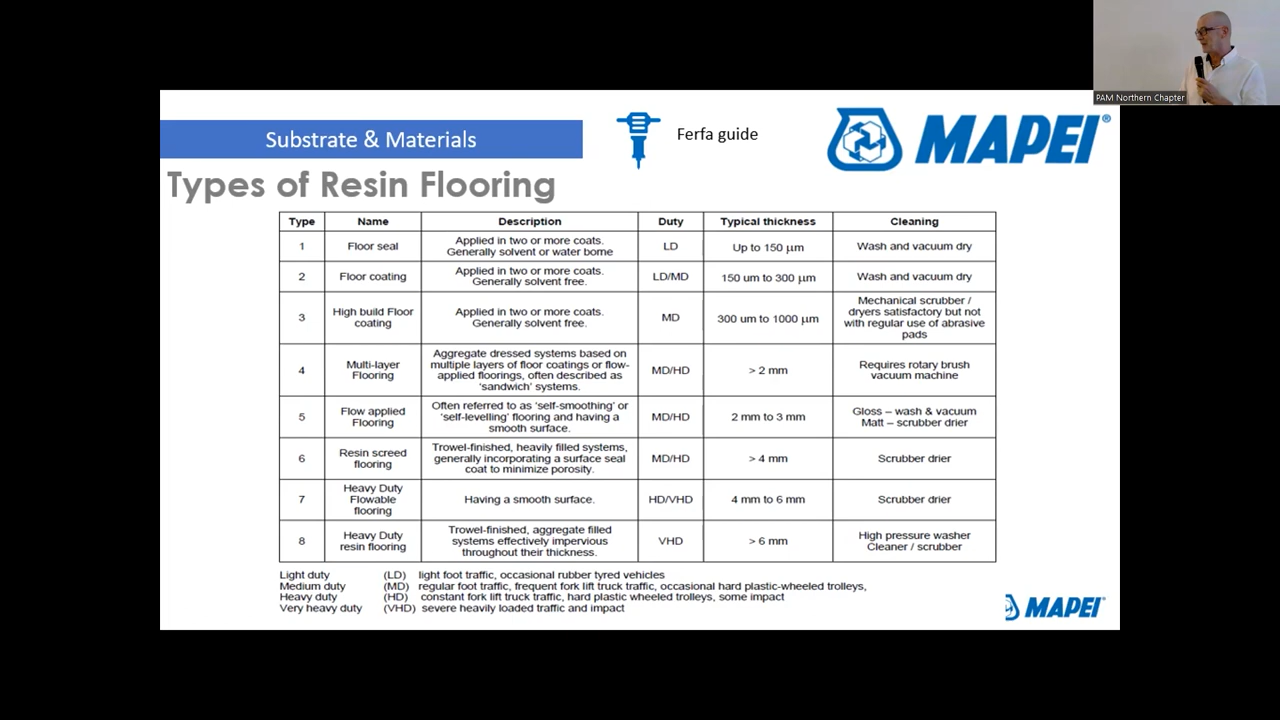 PAM Northern Chapter
Substrate & Materials
Ferfa guide
MAPEI®
Types of Resin Flooring
Type Name Description Duty Typical thickness Cleaning
1 Floor seal Applied in two or more coats. Generally solvent or water borne LD Up to 150 µm Wash and vacuum dry
2 Floor coating Applied in two or more coats. Generally solvent free. LD/MD 150 um to 300 µm Wash and vacuum dry
3 High build Floor coating Applied in two or more coats. Generally solvent free. MD 300 um to 1000 µm Mechanical scrubber / dryers satisfactory but not with regular use of abrasive pads
4 Multi-layer Flooring Aggregate dressed systems based on multiple layers of floor coatings or flow-applied floorings, often described as 'sandwich' systems. MD/HD > 2 mm Requires rotary brush vacuum machine
5 Flow applied Flooring Often referred to as 'self-smoothing' or 'self-levelling' flooring and having a smooth surface. MD/HD 2 mm to 3 mm Gloss – wash & vacuum Matt – scrubber drier
6 Resin screed flooring Trowel-finished, heavily filled systems, generally incorporating a surface seal coat to minimize porosity. MD/HD > 4 mm Scrubber drier
7 Heavy Duty Flowable flooring Having a smooth surface. HD/VHD 4 mm to 6 mm Scrubber drier
8 Heavy Duty resin flooring Trowel-finished, aggregate filled systems effectively impervious throughout their thickness. VHD > 6 mm High pressure washer Cleaner / scrubber
Light duty (LD) light foot traffic, occasional rubber tyred vehicles
Medium duty (MD) regular foot traffic, frequent fork lift truck traffic, occasional hard plastic-wheeled trolleys,
Heavy duty (HD) constant fork lift truck traffic, hard plastic wheeled trolleys, some impact
Very heavy duty (VHD) severe heavily loaded traffic and impact
MAPEI®